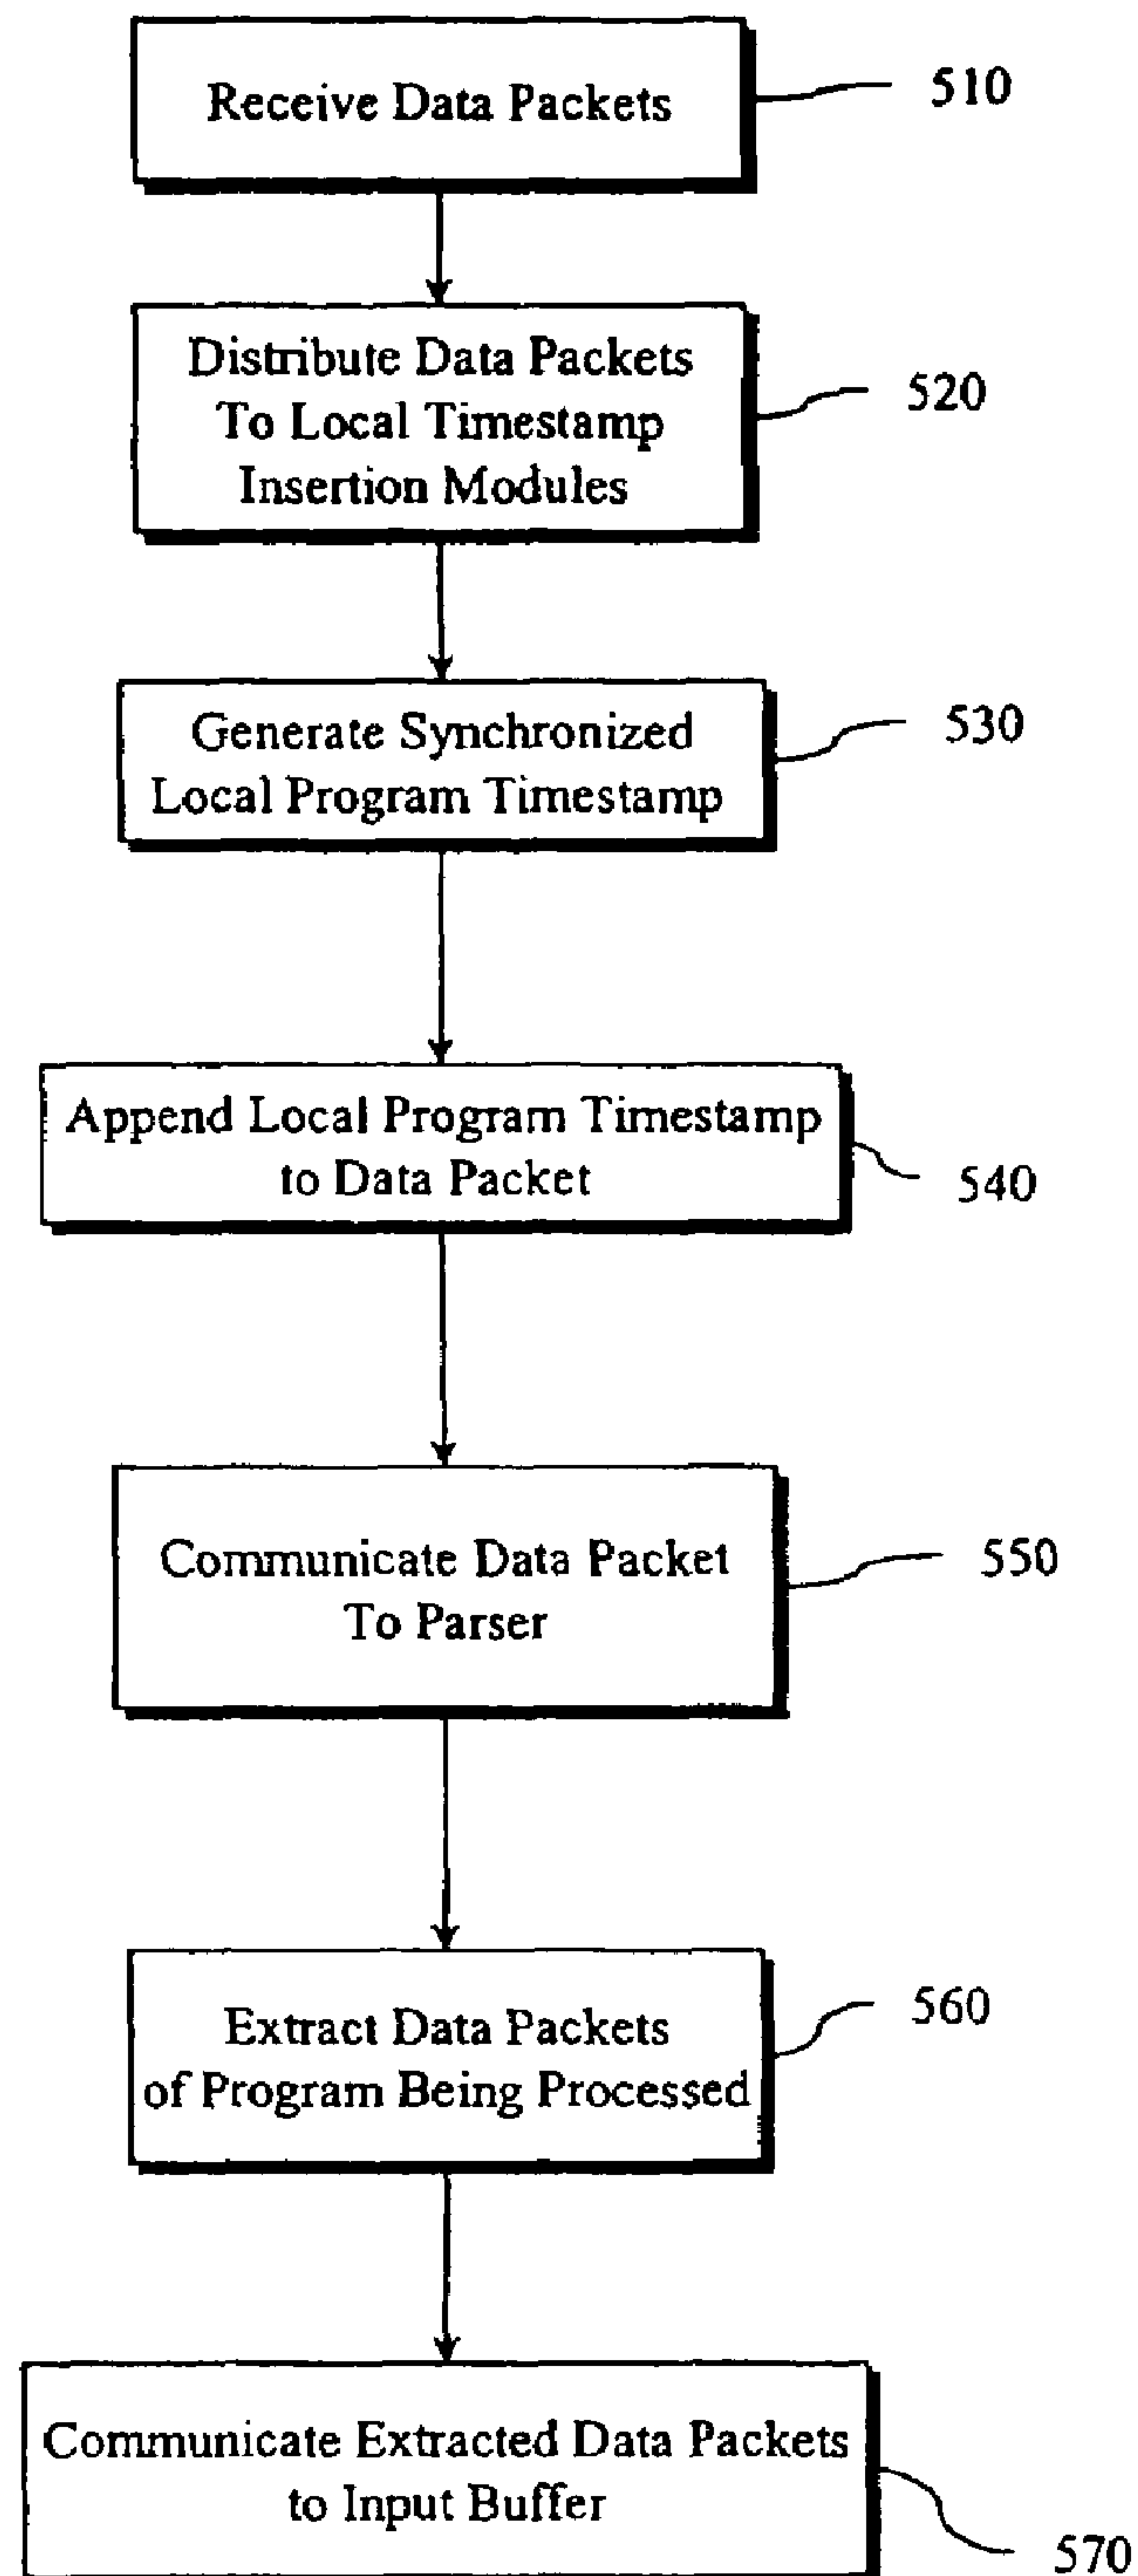 Receive Data Packets
510
Distribute Data Packets
To Local Timestamp
Insertion Modules
520
Generate Synchronized
Local Program Timestamp
530
Append Local Program Timestamp
to Data Packet
540
Communicate Data Packet
To Parser
550
Extract Data Packets
of Program Being Processed
560
Communicate Extracted Data Packets
to Input Buffer
570